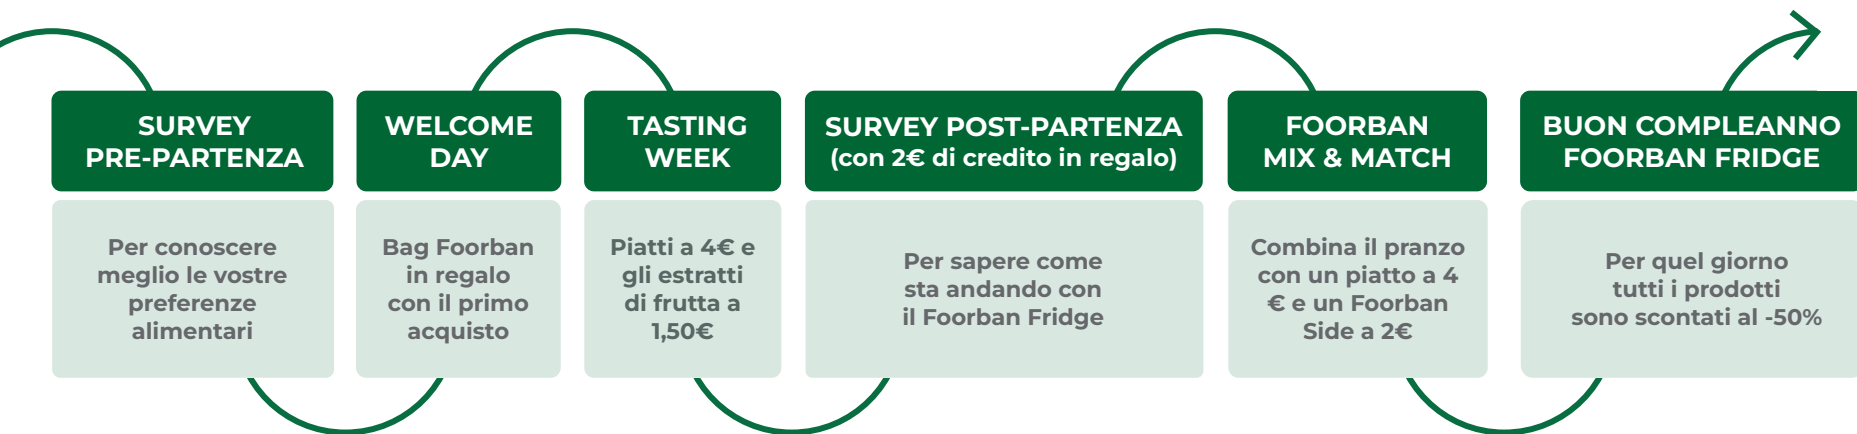 SURVEY
PRE-PARTENZA
Per conoscere
meglio le vostre
preferenze
alimentari
WELCOME
DAY
Bag Foorban
in regalo
con il primo
acquisto
TASTING
WEEK
Piatti a 4€ e
gli estratti
di frutta a
1,50€
SURVEY POST-PARTENZA
(con 2€ di credito in regalo)
Per sapere come
sta andando con
il Foorban Fridge
FOORBAN
MIX & MATCH
Combina il pranzo
con un piatto a 4
€ e un Foorban
Side a 2€
BUON COMPLEANNO
FOORBAN FRIDGE
Per quel giorno
tutti i prodotti
sono scontati al -50%